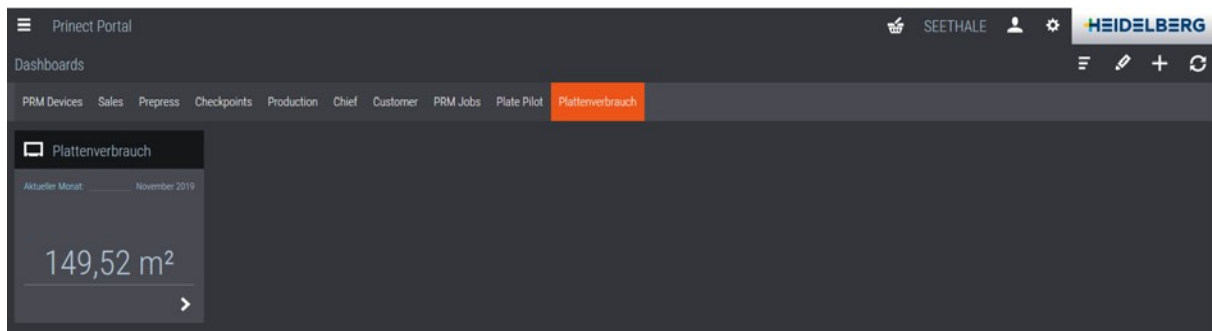 Prinect Portal SEETHALE HEIDELBERG
Dashboards
PRM Devices Sales Prepress Checkpoints Production Chief Customer PRM Jobs Plate Pilot Plattenverbrauch
Plattenverbrauch
Aktueller Monat: November 2019
149,52 m²